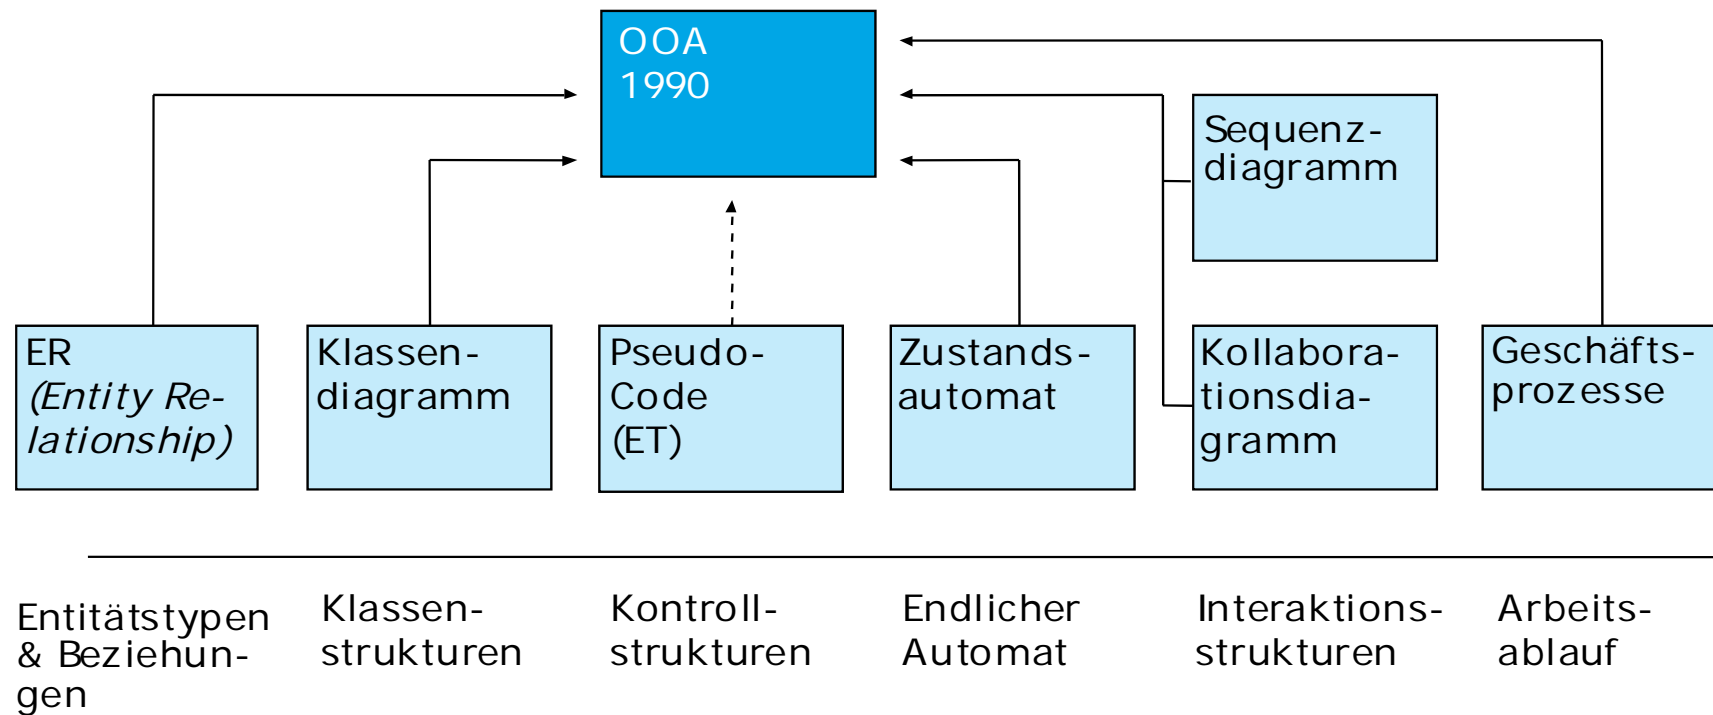 OOA
1990
Sequenz-
diagramm
ER
(Entity Re-
lationship)
Klassen-
diagramm
Pseudo-
Code
(ET)
Zustands-
automat
Kollabora-
tionsdia-
gramm
Geschäfts-
prozesse
Entitätstypen
& Beziehun-
gen
Klassen-
strukturen
Kontroll-
strukturen
Endlicher
Automat
Interaktions-
strukturen
Arbeits-
ablauf